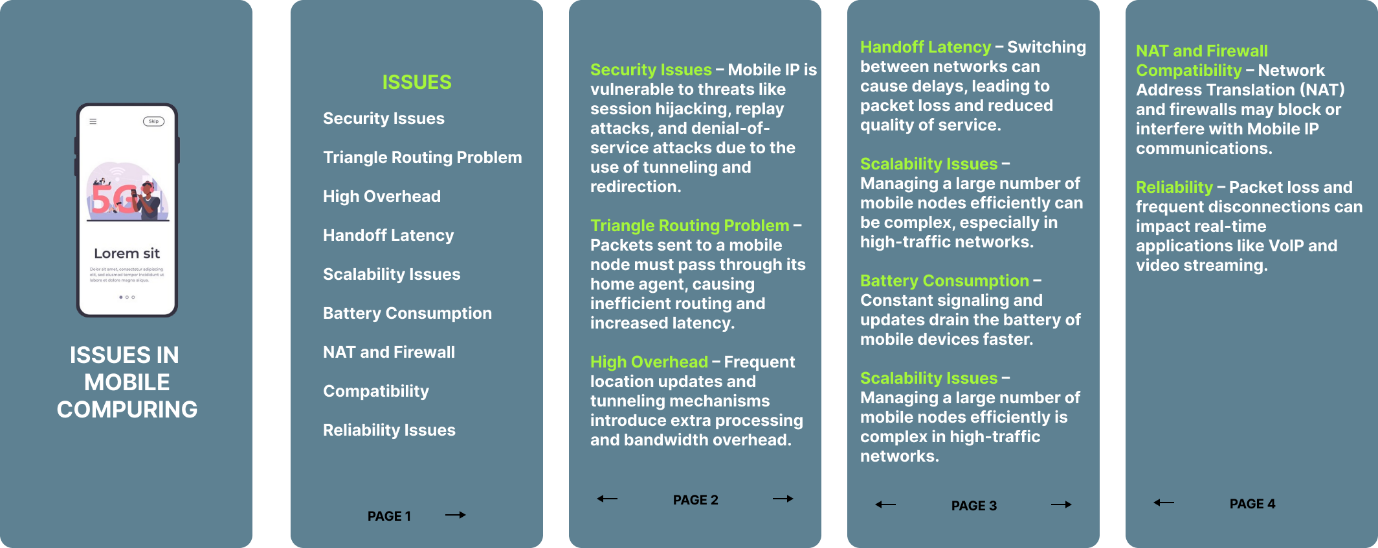 Skip
5G
Lorem sit
ISSUES IN
MOBILE
COMPURING
ISSUES
Security Issues
Triangle Routing Problem
High Overhead
Handoff Latency
Scalability Issues
Battery Consumption
NAT and Firewall
Compatibility
Reliability Issues
PAGE 1
Security Issues – Mobile IP is
vulnerable to threats like
session hijacking, replay
attacks, and denial-of-
service attacks due to the
use of tunneling and
redirection.
Triangle Routing Problem –
Packets sent to a mobile
node must pass through its
home agent, causing
inefficient routing and
increased latency.
High Overhead – Frequent
location updates and
tunneling mechanisms
introduce extra processing
and bandwidth overhead.
PAGE 2
Handoff Latency – Switching
between networks can
cause delays, leading to
packet loss and reduced
quality of service.
Scalability Issues –
Managing a large number of
mobile nodes efficiently can
be complex, especially in
high-traffic networks.
Battery Consumption –
Constant signaling and
updates drain the battery of
mobile devices faster.
Scalability Issues –
Managing a large number of
mobile nodes efficiently is
complex in high-traffic
networks.
PAGE 3
NAT and Firewall
Compatibility – Network
Address Translation (NAT)
and firewalls may block or
interfere with Mobile IP
communications.
Reliability – Packet loss and
frequent disconnections can
impact real-time
applications like VoIP and
video streaming.
PAGE 4